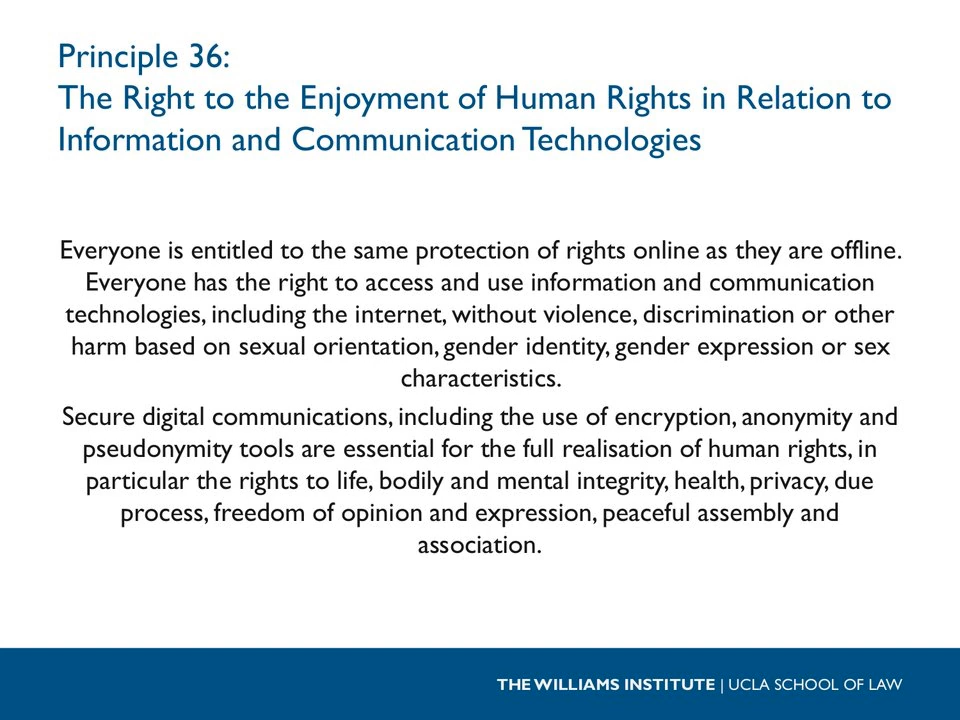 Principle 36:
The Right to the Enjoyment of Human Rights in Relation to
Information and Communication Technologies
Everyone is entitled to the same protection of rights online as they are offline.
Everyone has the right to access and use information and communication
technologies, including the internet, without violence, discrimination or other
harm based on sexual orientation, gender identity, gender expression or sex
characteristics.
Secure digital communications, including the use of encryption, anonymity and
pseudonymity tools are essential for the full realisation of human rights, in
particular the rights to life, bodily and mental integrity, health, privacy, due
process, freedom of opinion and expression, peaceful assembly and
association.
THE WILLIAMS INSTITUTE | UCLA SCHOOL OF LAW